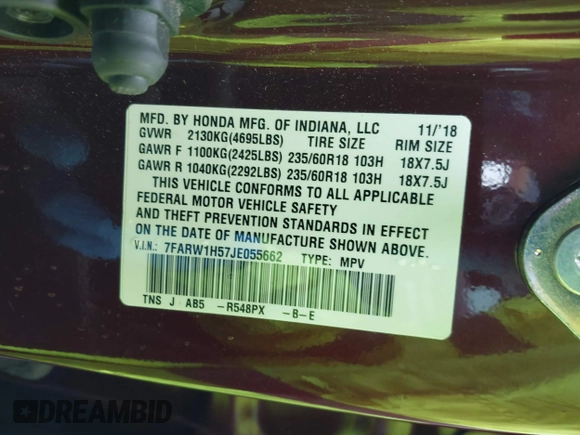 MFD. BY HONDA MFG. OF INDIANA, LLC 11/'18
GVWR 2130KG(4695LBS) TIRE SIZE RIM SIZE
GAWR F 1100KG(2425LBS) 235/60R18 103H 18X7.5J
GAWR R 1040KG(2292LBS) 235/60R18 103H 18X7.5J
THIS VEHICLE CONFORMS TO ALL APPLICABLE
FEDERAL MOTOR VEHICLE SAFETY
AND THEFT PREVENTION STANDARDS IN EFFECT
ON THE DATE OF MANUFACTURE SHOWN ABOVE.
V.I.N.: 7FARW1H57JE055662 TYPE: MPV
TNS J AB5 -R548PX -B-E
DREAMBID